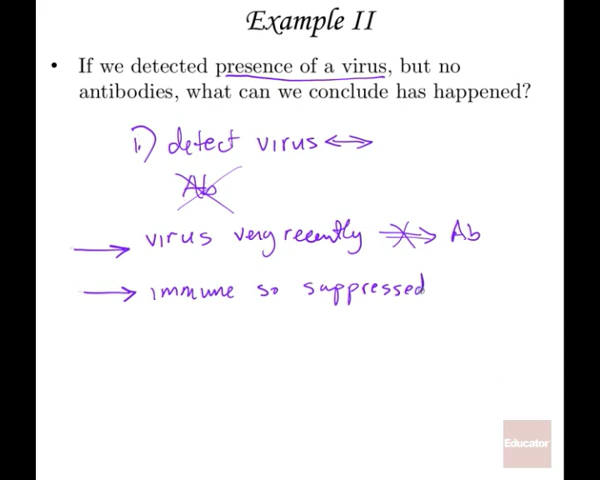 Example II
• If we detected presence of a virus, but no
antibodies, what can we conclude has happened?
1.) detect virus ↔
Ab
→ virus very recently ↔ Ab
→ immune so suppressed
Educator